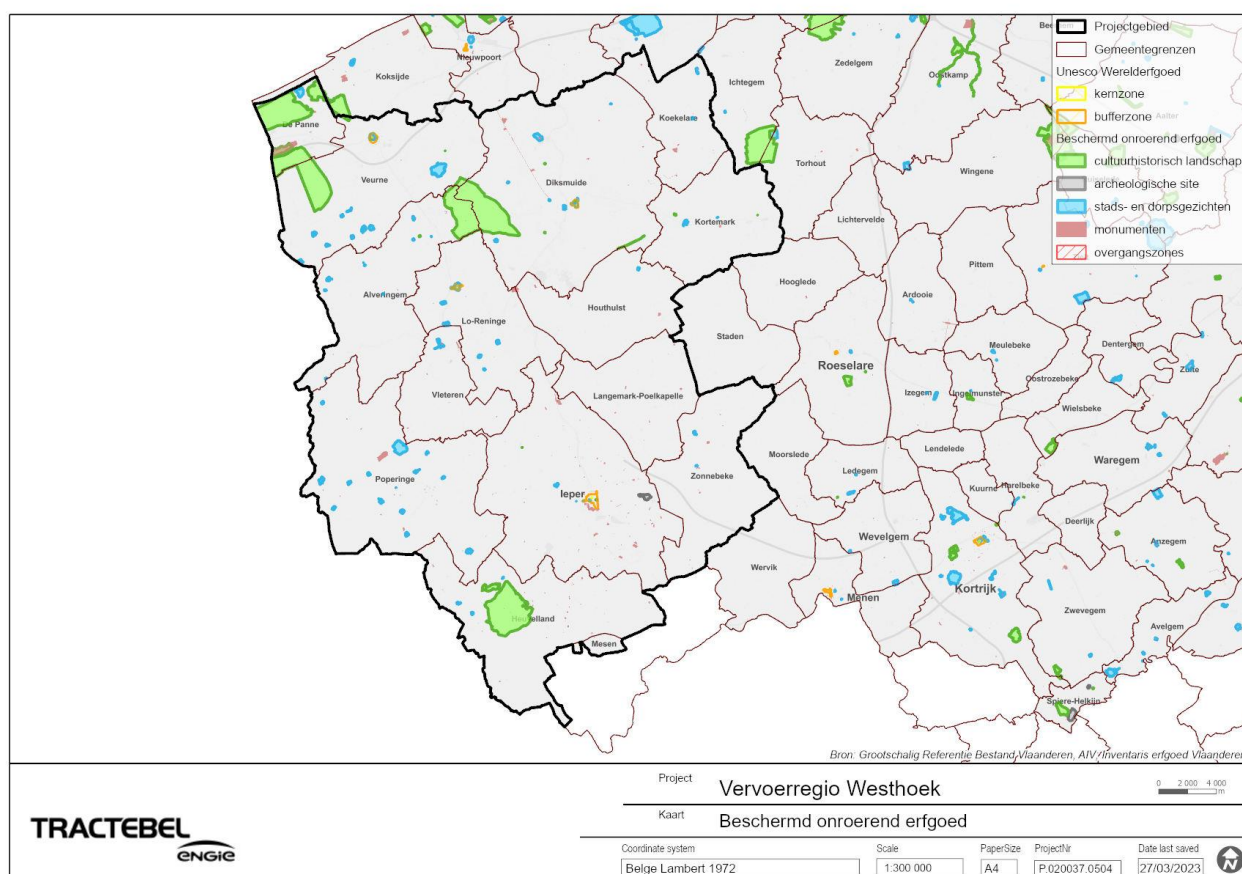 Nieuwpoort
Koksijde
Ichtegem
Zedelgem
Oostkamp
De Panne
Koekelare
Veurne
Diksmuide
Torhout
Wingene
Aalter
Kortemark
Lichtervelde
Pittem
Alveringem
Hooglede
Ardooie
Houthulst
Lo-Reninge
Staden
Meulebeke
Dentergem
Roeselare
Zulte
Oostrozebeke
Vleteren
Langemark-Poelkapelle
Izegem
Ingelmunster
Wielsbeke
Moorslede
Lendelede
Waregem
Poperinge
Zonnebeke
Ledegem
Ieper
Kuurne
Harelbeke
Deerlijk
Wevelgem
Anzegem
Wervik
Menen
Kortrijk
Zwevegem
Heuvelland
Avelgem
Mesen
Spiere-Helkijn
Projectgebied
Gemeentegrenzen
Unesco Werelderfgoed
kernzone
bufferzone
Beschermd onroerend erfgoed
cultuurhistorisch landschap
archeologische site
stads- en dorpsgezichten
monumenten
overgangszones
Bron: Grootschalig Referentie Bestand Vlaanderen, AIV, Inventaris erfgoed Vlaanderen
Project Vervoerregio Westhoek
0 2 000 4 000
m
Kaart Beschermd onroerend erfgoed
TRACTEBEL
ENGIE
Coordinate system Scale PaperSize ProjectNr Date last saved
Belge Lambert 1972 1:300 000 A4 P.020037.0504 27/03/2023